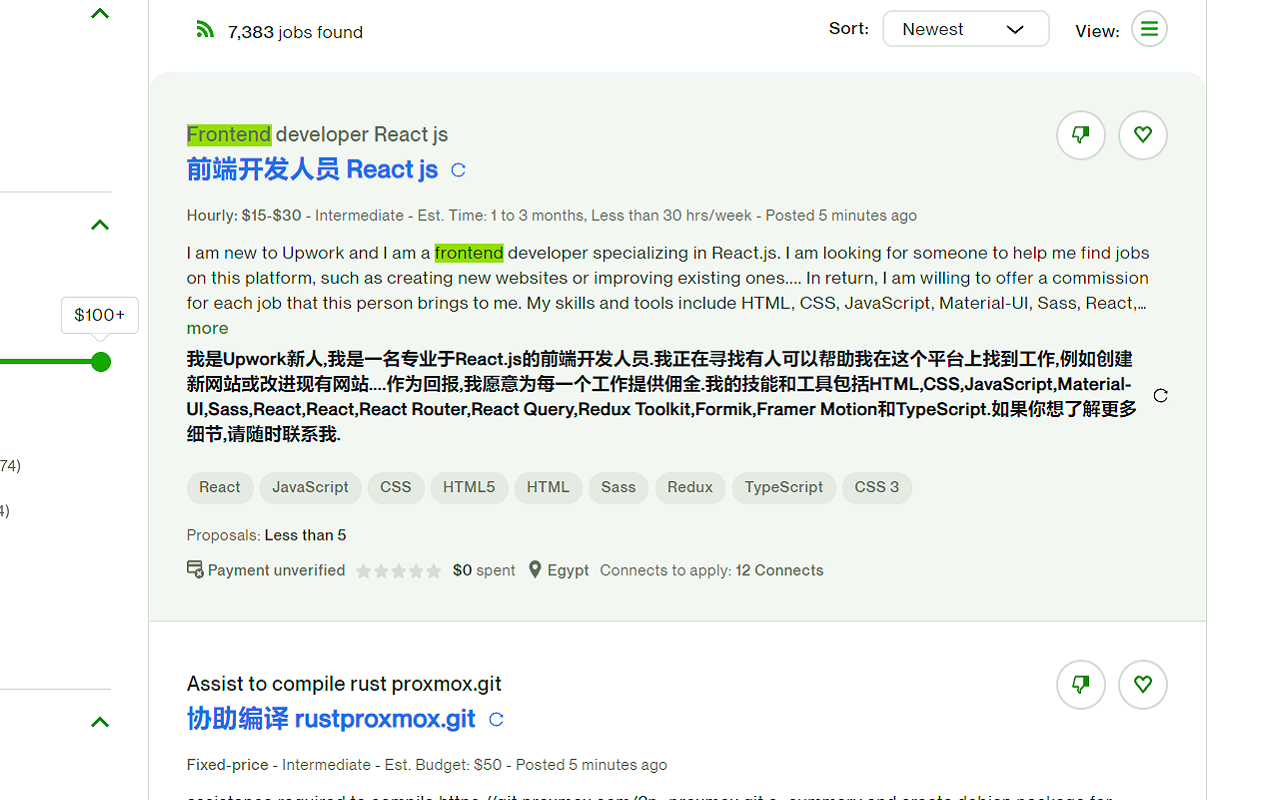 7,383 jobs found
Sort:
Newest
View:
Frontend developer React js
前端开发人员 React js
Hourly: $15-$30 - Intermediate - Est. Time: 1 to 3 months, Less than 30 hrs/week - Posted 5 minutes ago
I am new to Upwork and I am a frontend developer specializing in React.js. I am looking for someone to help me find jobs
on this platform, such as creating new websites or improving existing ones.... In return, I am willing to offer a commission
for each job that this person brings to me. My skills and tools include HTML, CSS, JavaScript, Material-UI, Sass, React,...
more
$100+
我是Upwork新人,我是一名专业于React.js的前端开发人员.我正在寻找有人可以帮助我在这个平台上找到工作,例如创建
新网站或改进现有网站....作为回报,我愿意为每一个工作提供佣金.我的技能和工具包括HTML,CSS,JavaScript,Material-
UI,Sass,React,React,React Router,React Query,Redux Toolkit,Formik,Framer Motion和TypeScript.如果你想了解更多
细节,请随时联系我.
74)
4)
React
JavaScript
CSS
HTML5
HTML
Sass
Redux
TypeScript
CSS 3
Proposals: Less than 5
Payment unverified
$0 spent
Egypt
Connects to apply: 12 Connects
Assist to compile rust proxmox.git
协助编译 rustproxmox.git
Fixed-price - Intermediate - Est. Budget: $50 - Posted 5 minutes ago